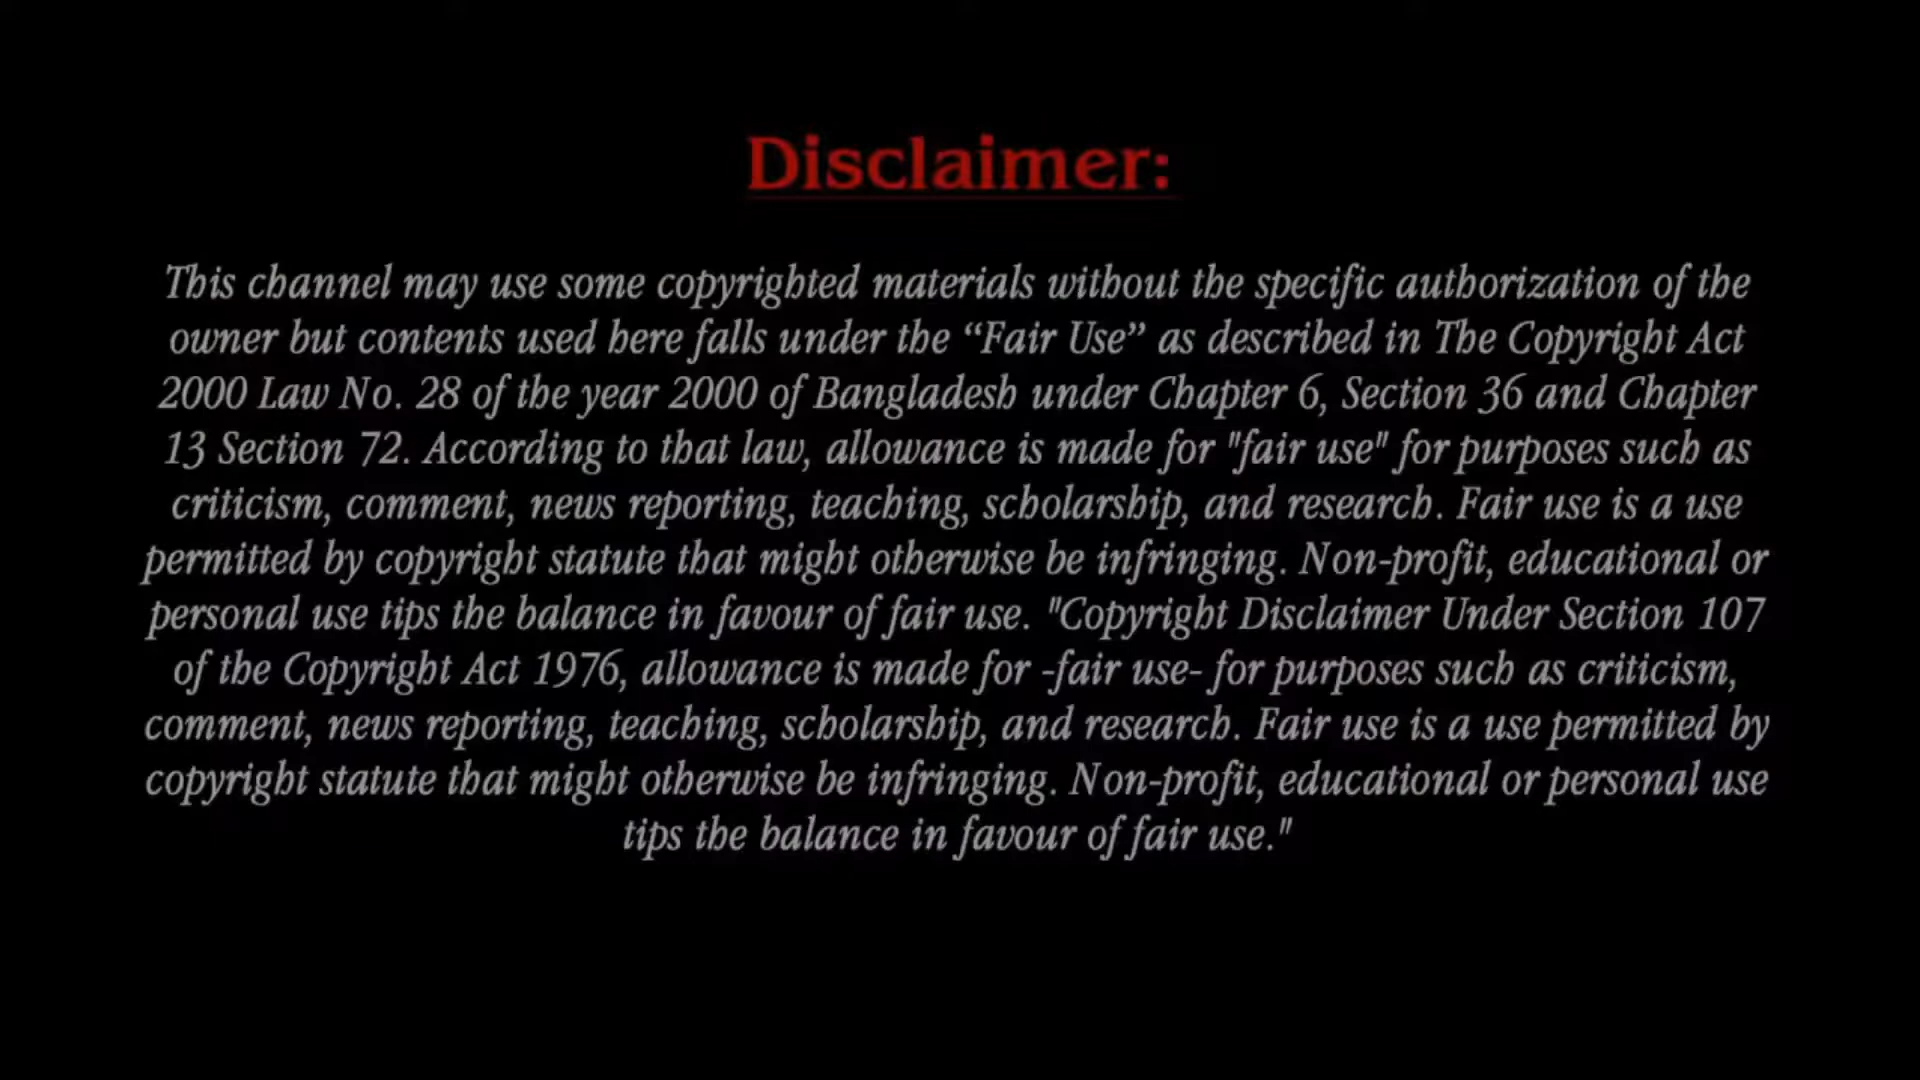 Disclaimer:
This channel may use some copyrighted materials without the specific authorization of the
owner but contents used here falls under the “Fair Use” as described in The Copyright Act
2000 Law No. 28 of the year 2000 of Bangladesh under Chapter 6, Section 36 and Chapter
13 Section 72. According to that law, allowance is made for "fair use" for purposes such as
criticism, comment, news reporting, teaching, scholarship, and research. Fair use is a use
permitted by copyright statute that might otherwise be infringing. Non-profit, educational or
personal use tips the balance in favour of fair use. "Copyright Disclaimer Under Section 107
of the Copyright Act 1976, allowance is made for -fair use- for purposes such as criticism,
comment, news reporting, teaching, scholarship, and research. Fair use is a use permitted by
copyright statute that might otherwise be infringing. Non-profit, educational or personal use
tips the balance in favour of fair use."